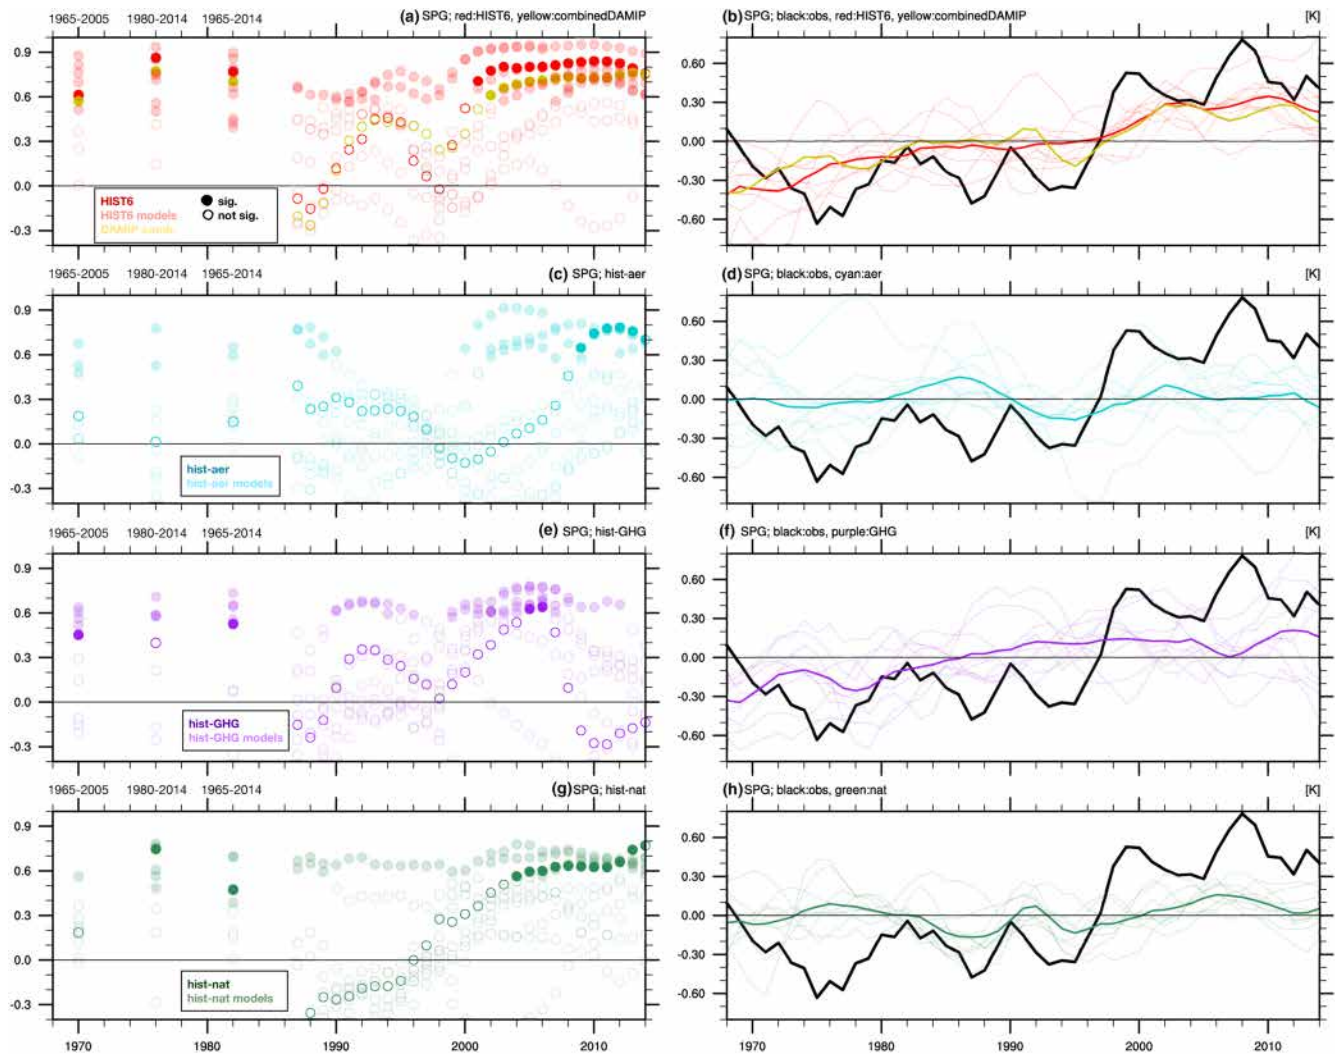 1965-2005 1980-2014 1965-2014 (a) SPG; red:HIST6, yellow:combinedDAMIP
(b) SPG; black:obs, red:HIST6, yellow:combinedDAMIP [K]
0.9
0.6
0.3
0.0
-0.3
HIST6
HIST6 models
sig.
not sig.
0.60
0.30
0.00
-0.30
-0.60
1965-2005 1980-2014 1965-2014 (c) SPG; hist-aer
(d) SPG; black:obs, cyan:aer [K]
0.9
0.6
0.3
0.0
-0.3
hist-aer
hist-aer models
0.60
0.30
0.00
-0.30
-0.60
1965-2005 1980-2014 1965-2014 (e) SPG; hist-GHG
(f) SPG; black:obs, purple:GHG [K]
0.9
0.6
0.3
0.0
-0.3
hist-GHG
hist-GHG models
0.60
0.30
0.00
-0.30
-0.60
1965-2005 1980-2014 1965-2014 (g) SPG; hist-nat
(h) SPG; black:obs, green:nat [K]
0.9
0.6
0.3
0.0
-0.3
hist-nat
hist-nat models
0.60
0.30
0.00
-0.30
-0.60
1970 1980 1990 2000 2010
1970 1980 1990 2000 2010